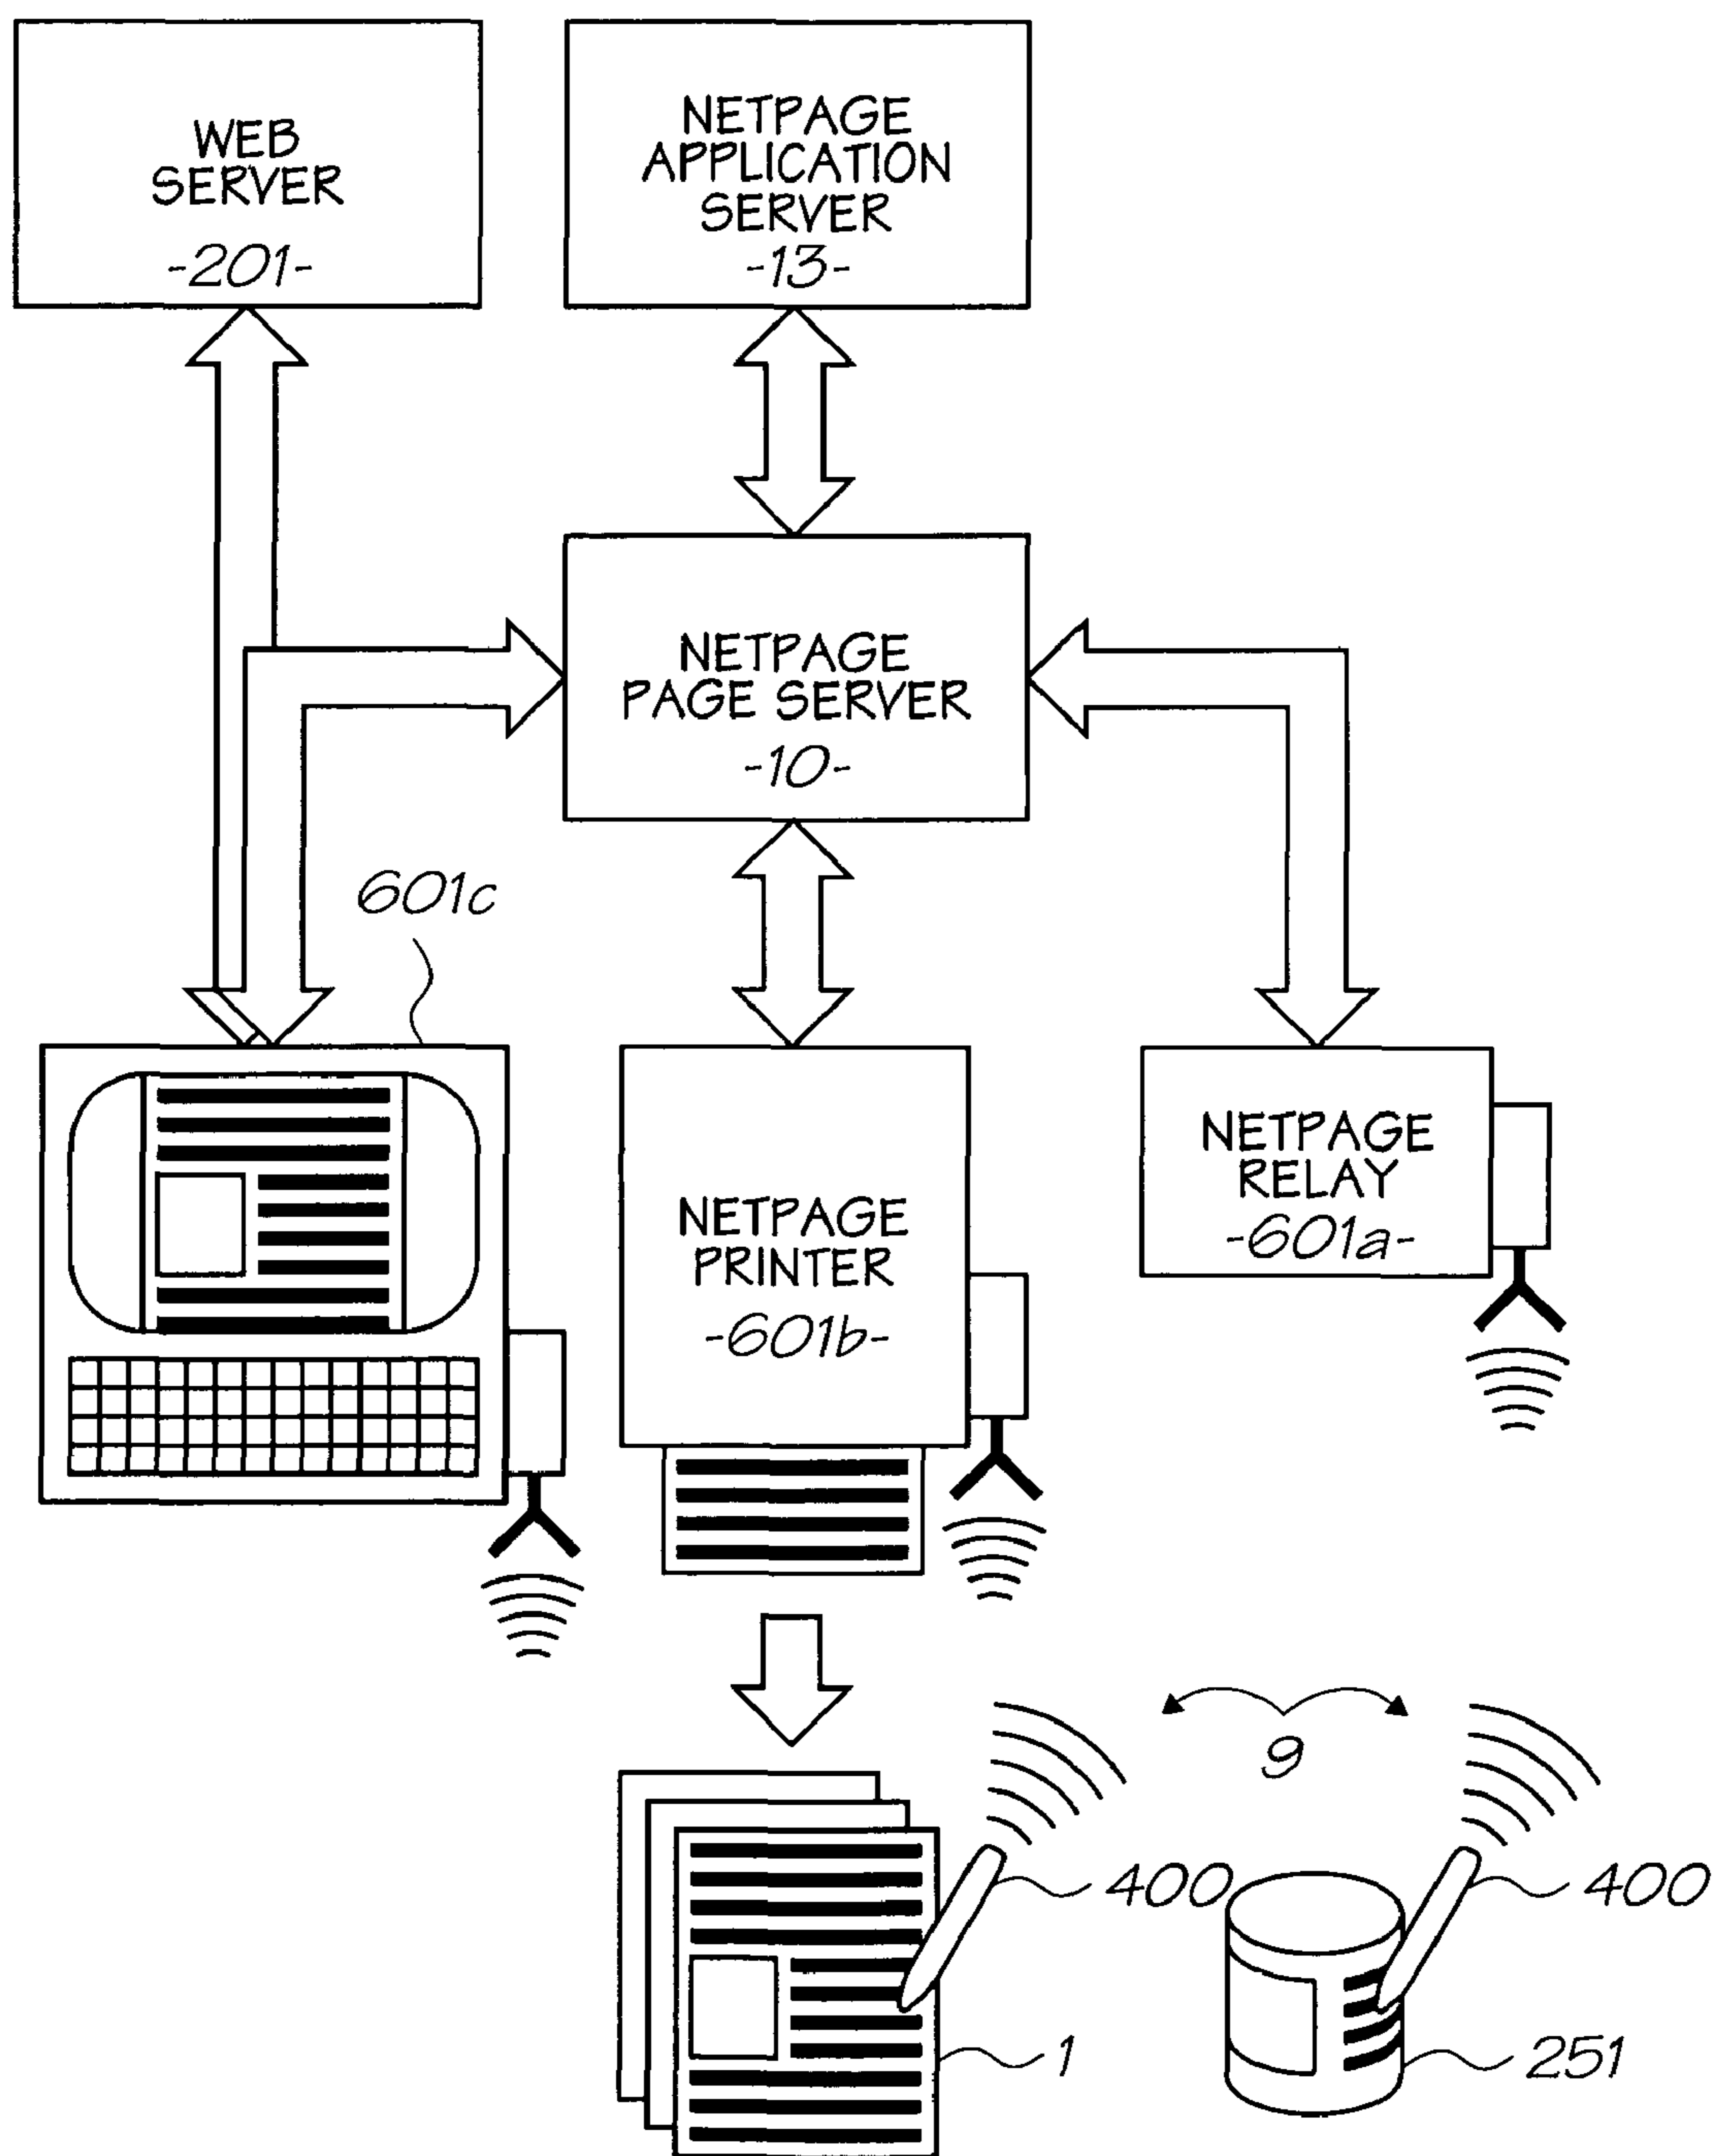 WEB
SERVER
-201-
NETPAGE
APPLICATION
SERVER
-13-
NETPAGE
PAGE SERVER
-10-
601c
NETPAGE
PRINTER
-601b-
NETPAGE
RELAY
-601a-
9
400
400
1
251